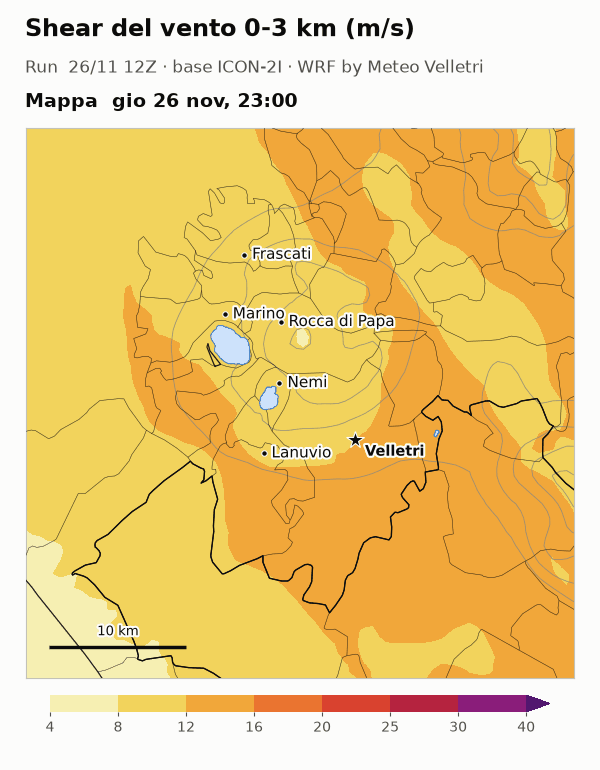 Shear del vento 0-3 km (m/s)
Run  26/11 12Z · base ICON-2I · WRF by Meteo Velletri
Mappa  gio 26 nov, 23:00
Frascati
Marino
Rocca di Papa
Nemi
Velletri
Lanuvio
10 km
4 8 12 16 20 25 30 40